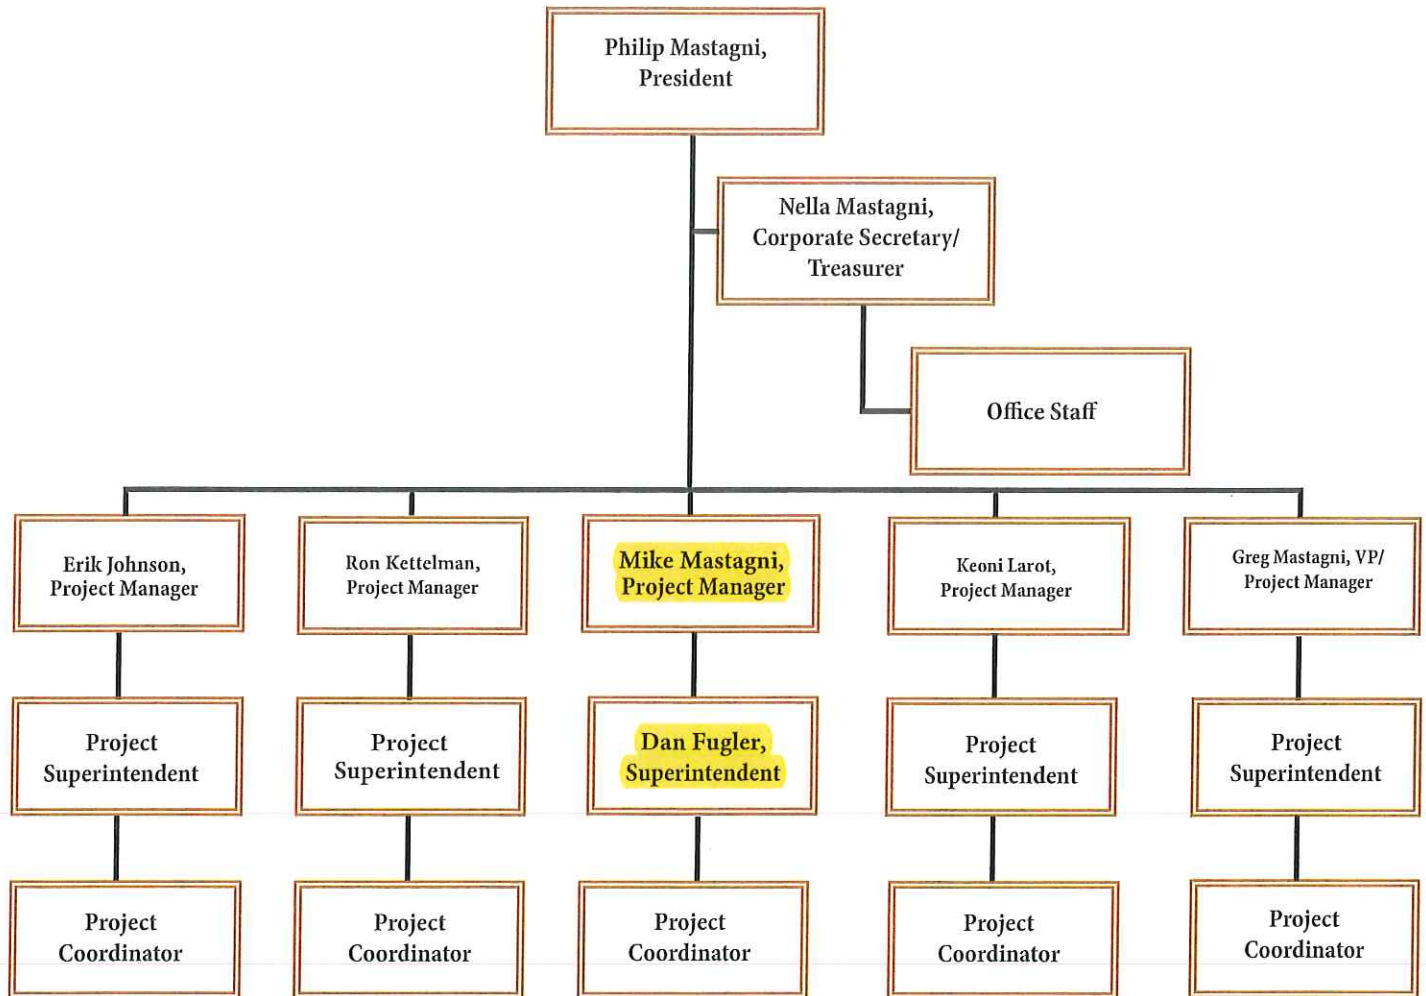 Philip Mastagni,
President
Nella Mastagni,
Corporate Secretary/
Treasurer
Office Staff
Erik Johnson,
Project Manager
Ron Kettelman,
Project Manager
Mike Mastagni,
Project Manager
Keoni Larot,
Project Manager
Greg Mastagni, VP/
Project Manager
Project
Superintendent
Project
Superintendent
Dan Fugler,
Superintendent
Project
Superintendent
Project
Superintendent
Project
Coordinator
Project
Coordinator
Project
Coordinator
Project
Coordinator
Project
Coordinator